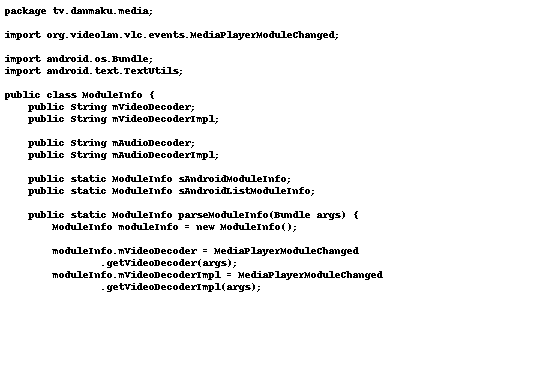 package tv.danmaku.media;

import org.videolan.vlc.events.MediaPlayerModuleChanged;

import android.os.Bundle;
import android.text.TextUtils;

public class ModuleInfo {
    public String mVideoDecoder;
    public String mVideoDecoderImpl;

    public String mAudioDecoder;
    public String mAudioDecoderImpl;

    public static ModuleInfo sAndroidModuleInfo;
    public static ModuleInfo sAndroidListModuleInfo;

    public static ModuleInfo parseModuleInfo(Bundle args) {
        ModuleInfo moduleInfo = new ModuleInfo();

        moduleInfo.mVideoDecoder = MediaPlayerModuleChanged
                .getVideoDecoder(args);
        moduleInfo.mVideoDecoderImpl = MediaPlayerModuleChanged
                .getVideoDecoderImpl(args);